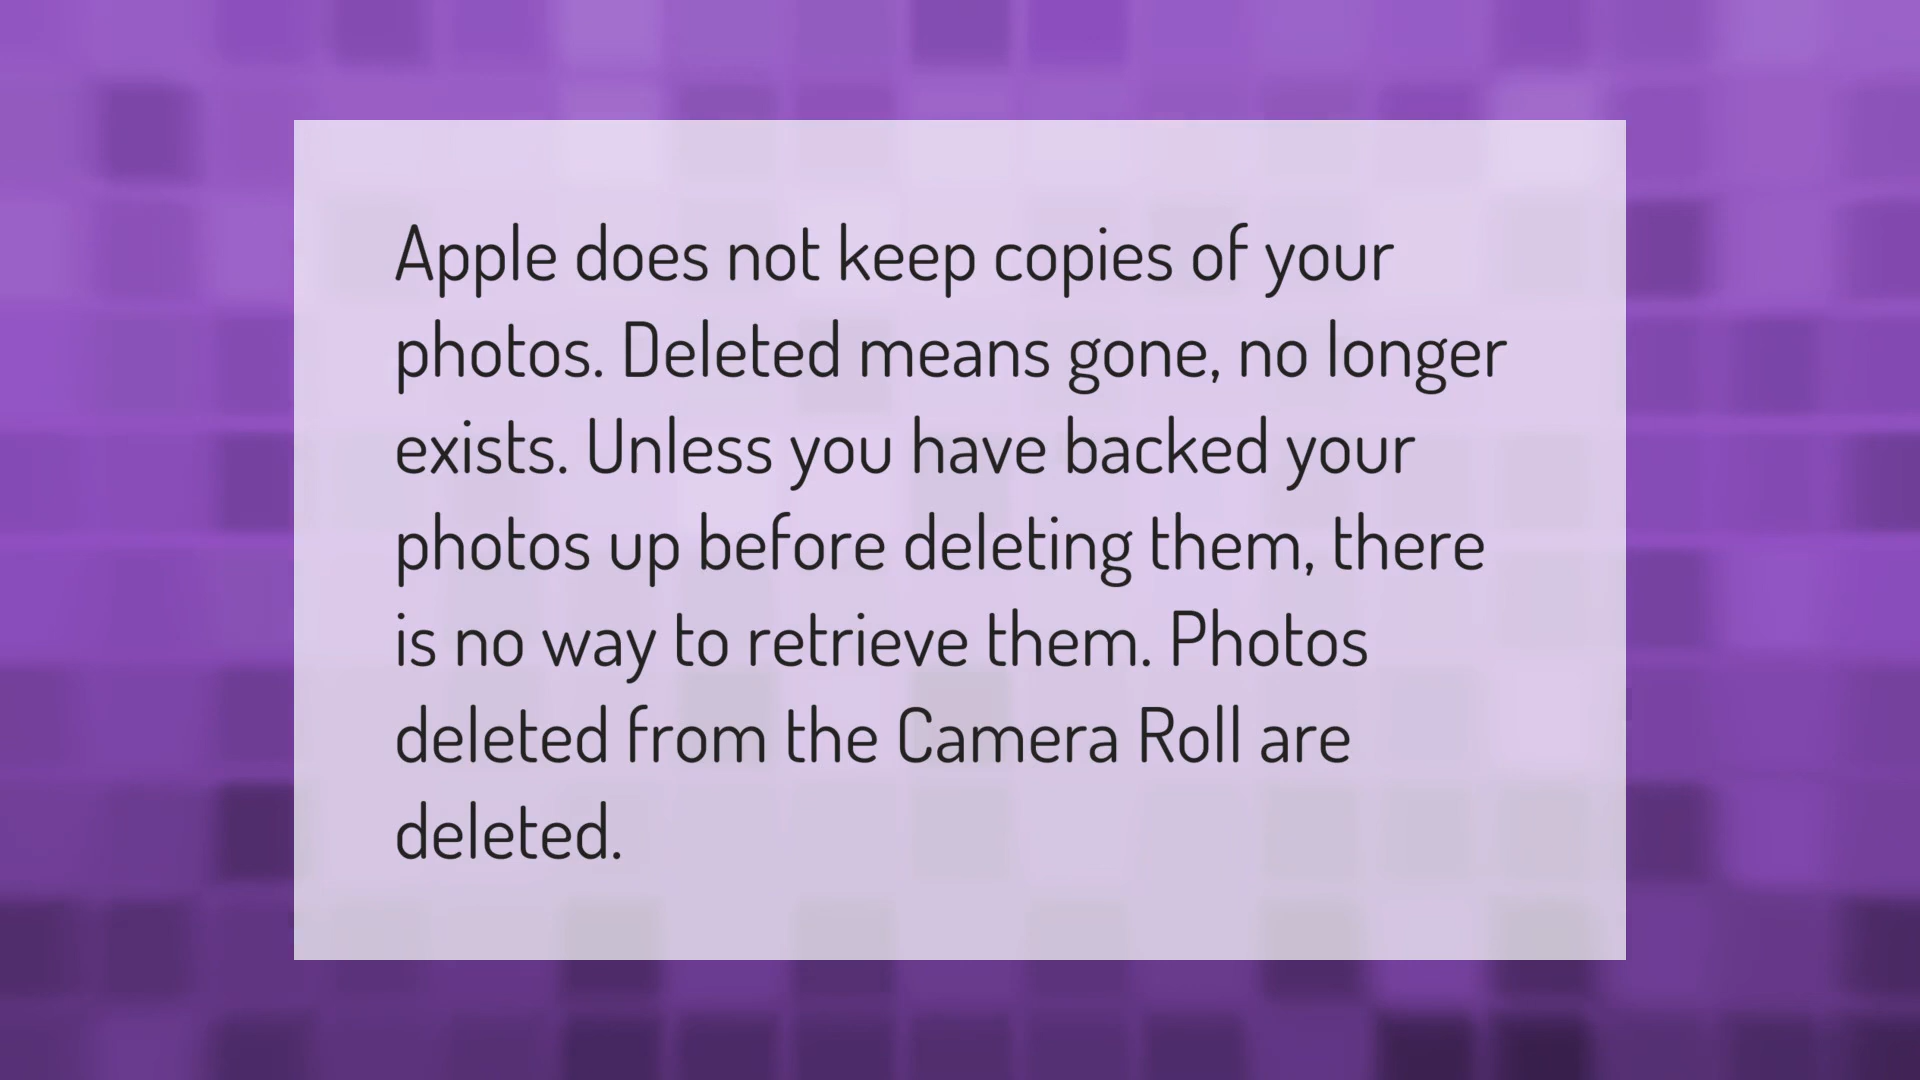 Apple does not keep copies of your
photos. Deleted means gone, no longer
exists. Unless you have backed your
photos up before deleting them, there
is no way to retrieve them. Photos
deleted from the Camera Roll are
deleted.